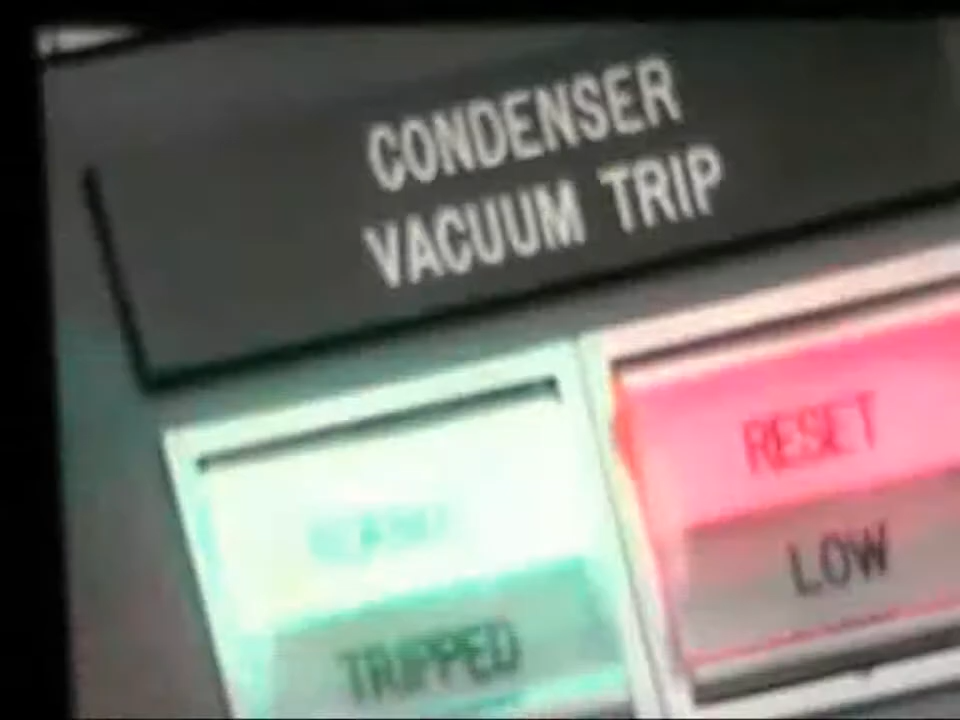 CONDENSER
VACUUM TRIP
RESET
LOW
TRIPPED